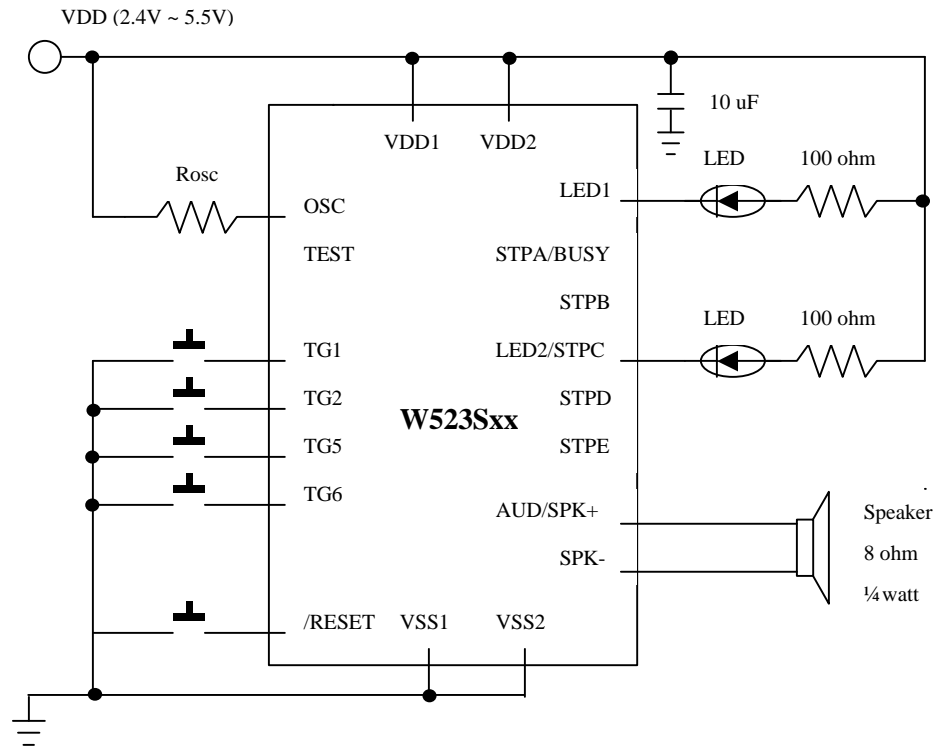 VDD (2.4V ~ 5.5V)
10 uF
VDD1 VDD2
Rosc
LED 100 ohm
OSC
LED1
TEST
STPA/BUSY
STPB
LED 100 ohm
TG1
LED2/STPC
TG2
STPD
W523Sxx
TG5
STPE
TG6
AUD/SPK+
Speaker
SPK-
8 ohm
¼ watt
/RESET VSS1 VSS2